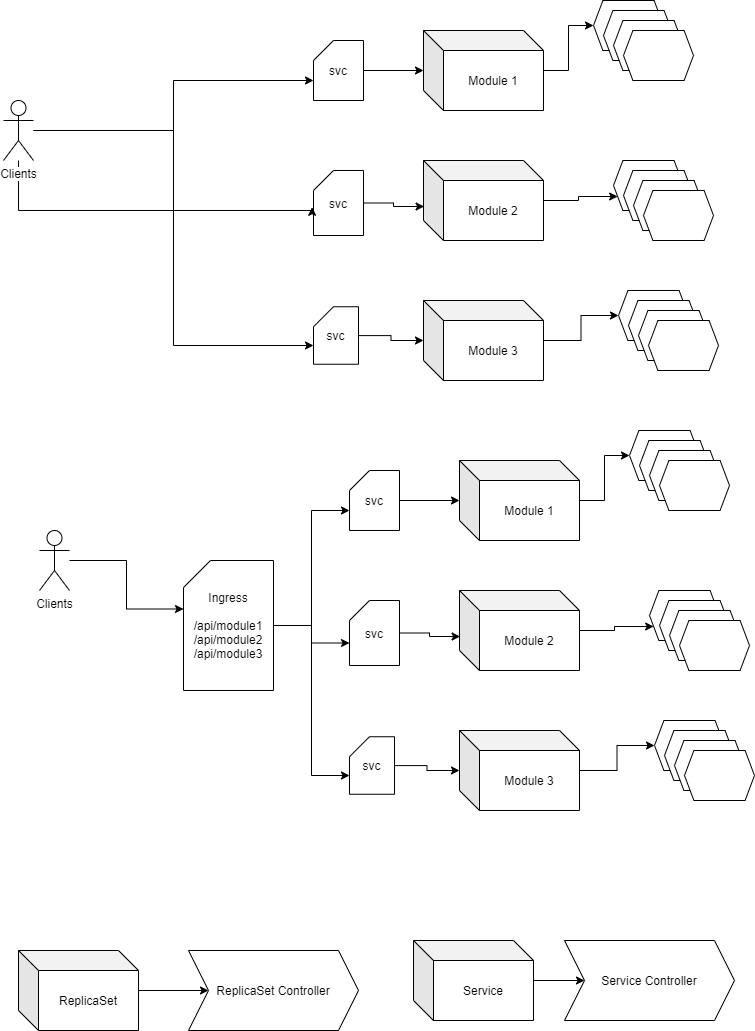 svc
Module 1
Clients
svc
Module 2
svc
Module 3
svc
Module 1
Clients
Ingress
/api/module1
/api/module2
/api/module3
svc
Module 2
svc
Module 3
ReplicaSet
ReplicaSet Controller
Service
Service Controller